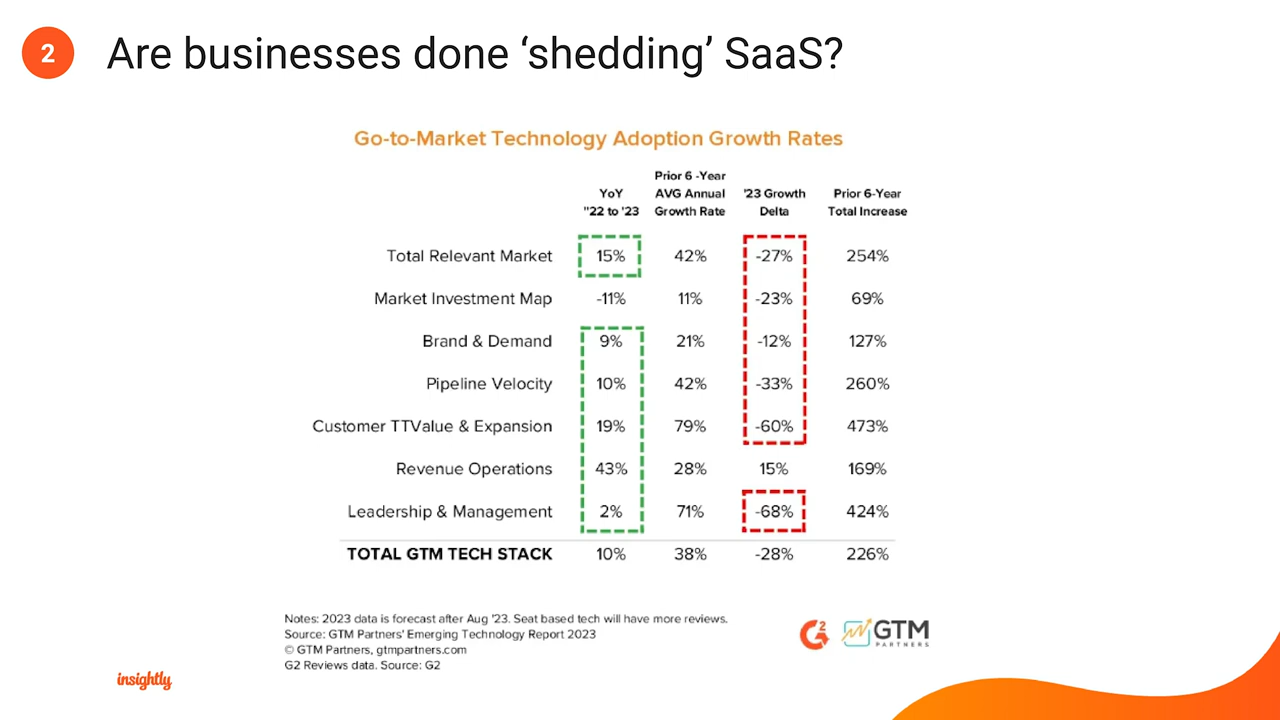 2
Are businesses done ‘shedding’ SaaS?
Go-to-Market Technology Adoption Growth Rates
YoY "22 to '23 | Prior 6 -Year AVG Annual Growth Rate | '23 Growth Delta | Prior 6-Year Total Increase
Total Relevant Market 15% 42% -27% 254%
Market Investment Map -11% 11% -23% 69%
Brand & Demand 9% 21% -12% 127%
Pipeline Velocity 10% 42% -33% 260%
Customer TTValue & Expansion 19% 79% -60% 473%
Revenue Operations 43% 28% 15% 169%
Leadership & Management 2% 71% -68% 424%
TOTAL GTM TECH STACK 10% 38% -28% 226%
Notes: 2023 data is forecast after Aug '23. Seat based tech will have more reviews.
Source: GTM Partners' Emerging Technology Report 2023
© GTM Partners, gtmpartners.com
G2 Reviews data. Source: G2
G2
GTM
PARTNERS
insightly